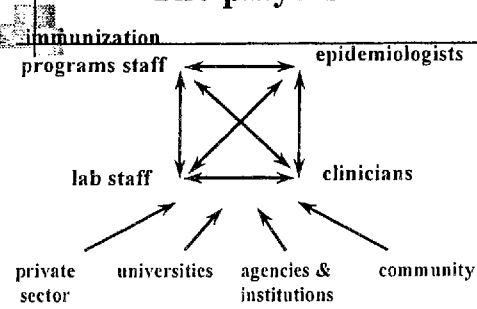 immunization
programs staff
epidemiologists
lab staff
clinicians
private
sector
universities
agencies &
institutions
community